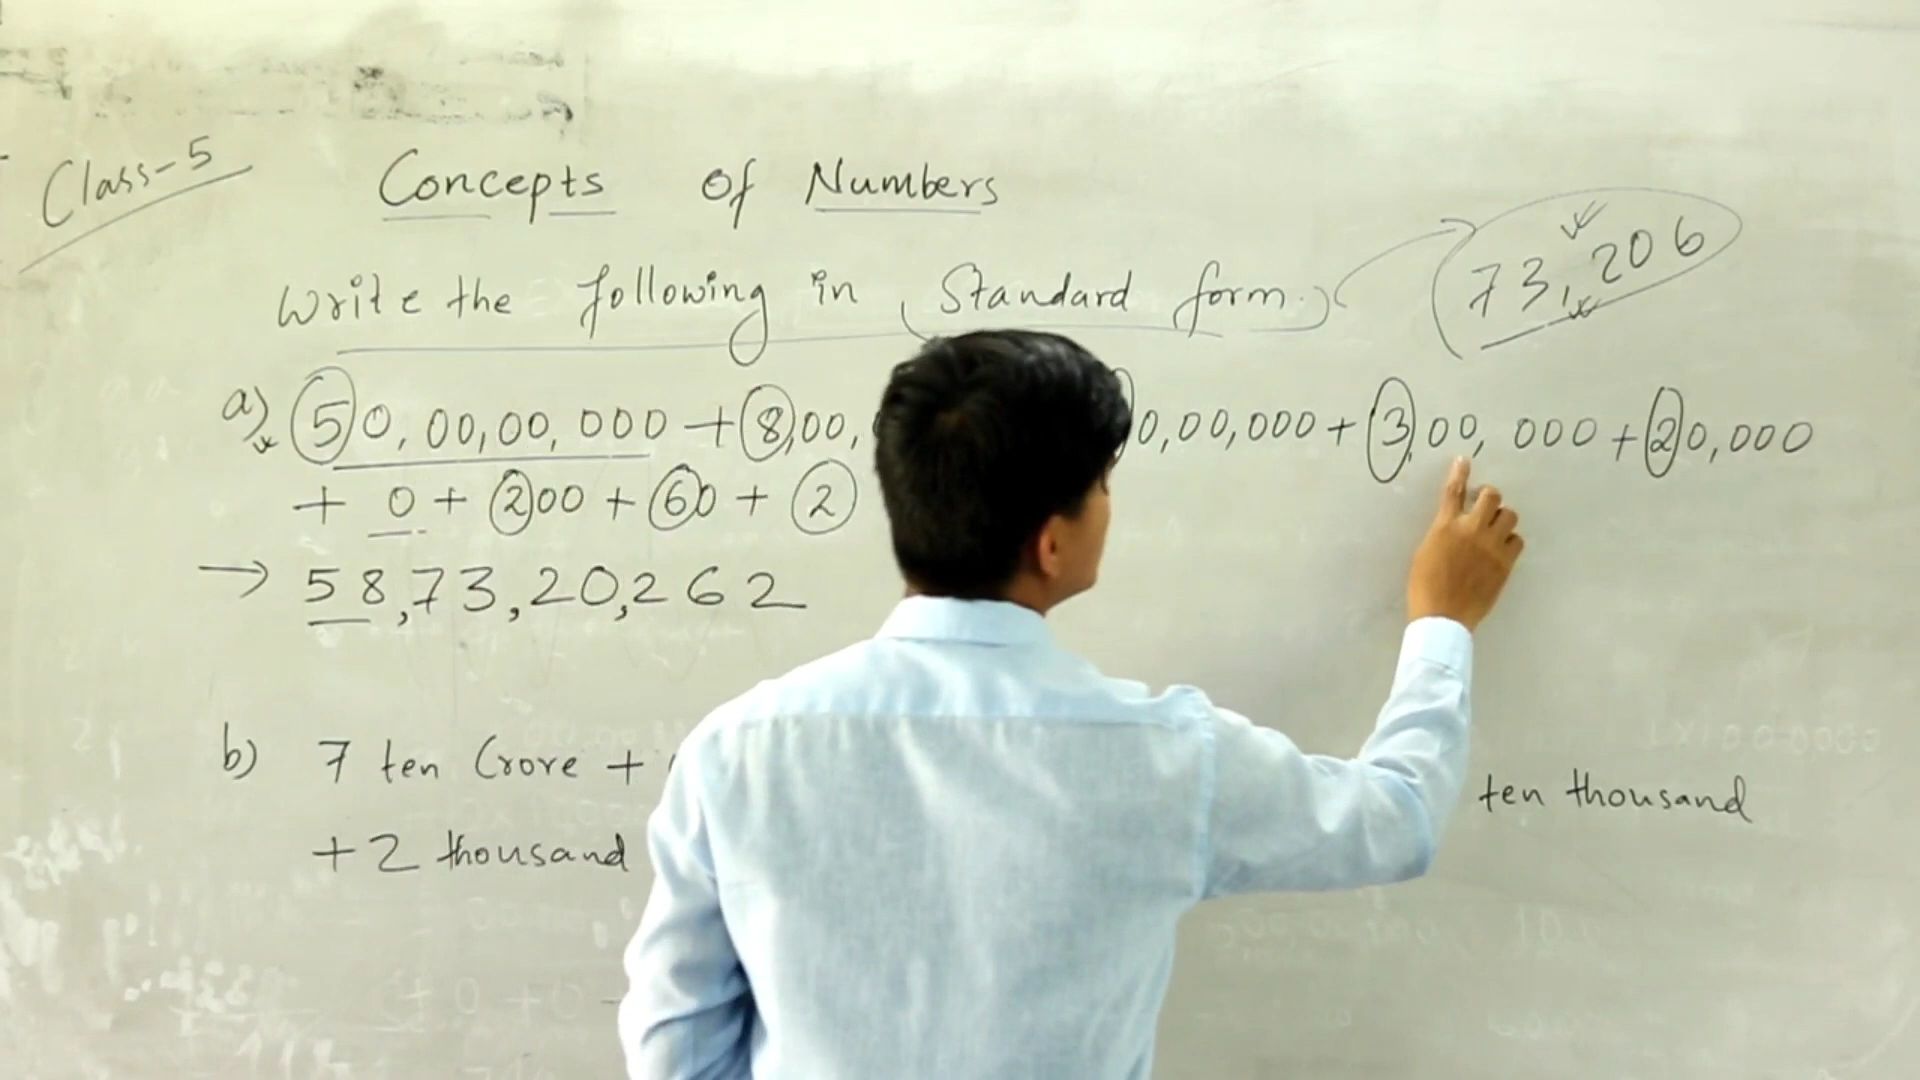 Class-5
Concepts of Numbers
Write the following in (Standard form.)
73,206
a) 50,00,00,000 + 8,00, 0,00,000 + 3,00,000 + 20,000
+ 0 + 200 + 60 + 2
→ 58,73,20,262
b) 7 ten Crore + ten thousand
+2 thousand